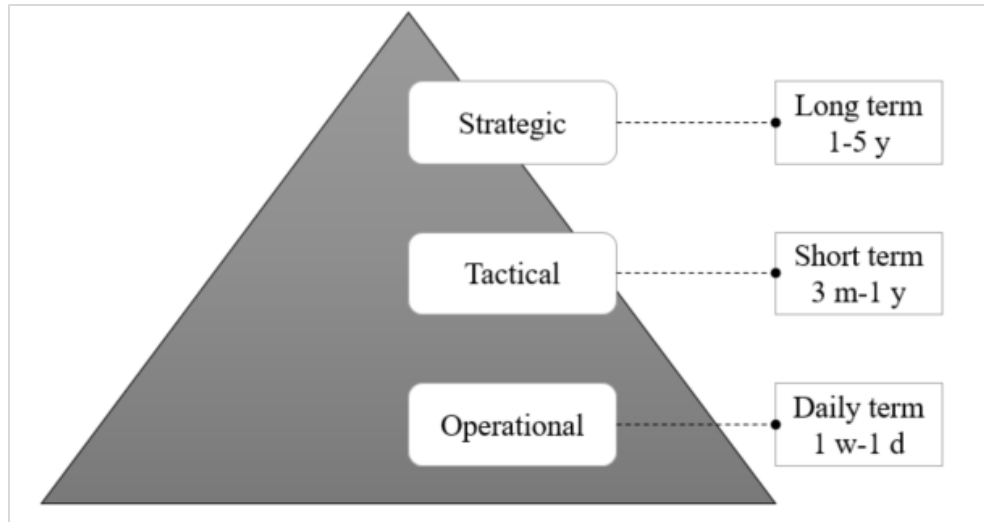 Strategic
Long term
1-5 y
Tactical
Short term
3 m-1 y
Operational
Daily term
1 w-1 d